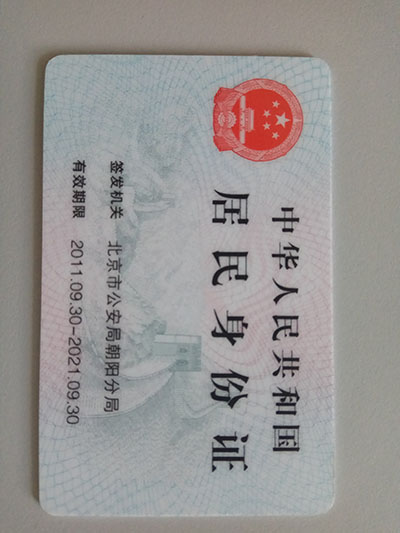 中华人民共和国
居民身份证
签发机关 北京市公安局朝阳分局
有效期限 2011.09.30-2021.09.30